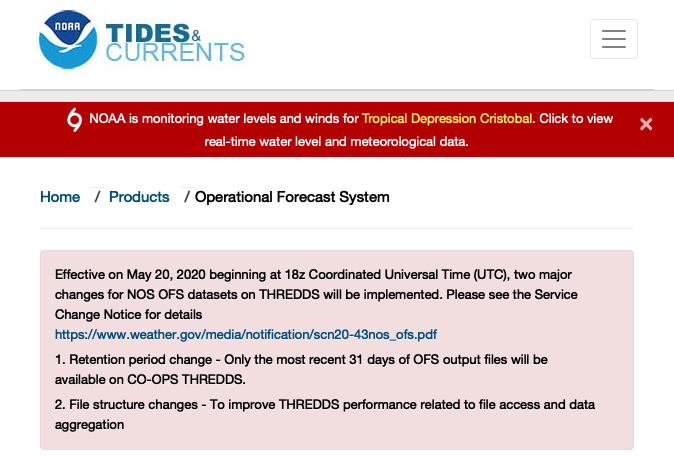 NOAA
TIDES&
CURRENTS
NOAA is monitoring water levels and winds for Tropical Depression Cristobal. Click to view
real-time water level and meteorological data.
×
Home / Products / Operational Forecast System
Effective on May 20, 2020 beginning at 18z Coordinated Universal Time (UTC), two major
changes for NOS OFS datasets on THREDDS will be implemented. Please see the Service
Change Notice for details
https://www.weather.gov/media/notification/scn20-43nos_ofs.pdf
1. Retention period change - Only the most recent 31 days of OFS output files will be
available on CO-OPS THREDDS.
2. File structure changes - To improve THREDDS performance related to file access and data
aggregation